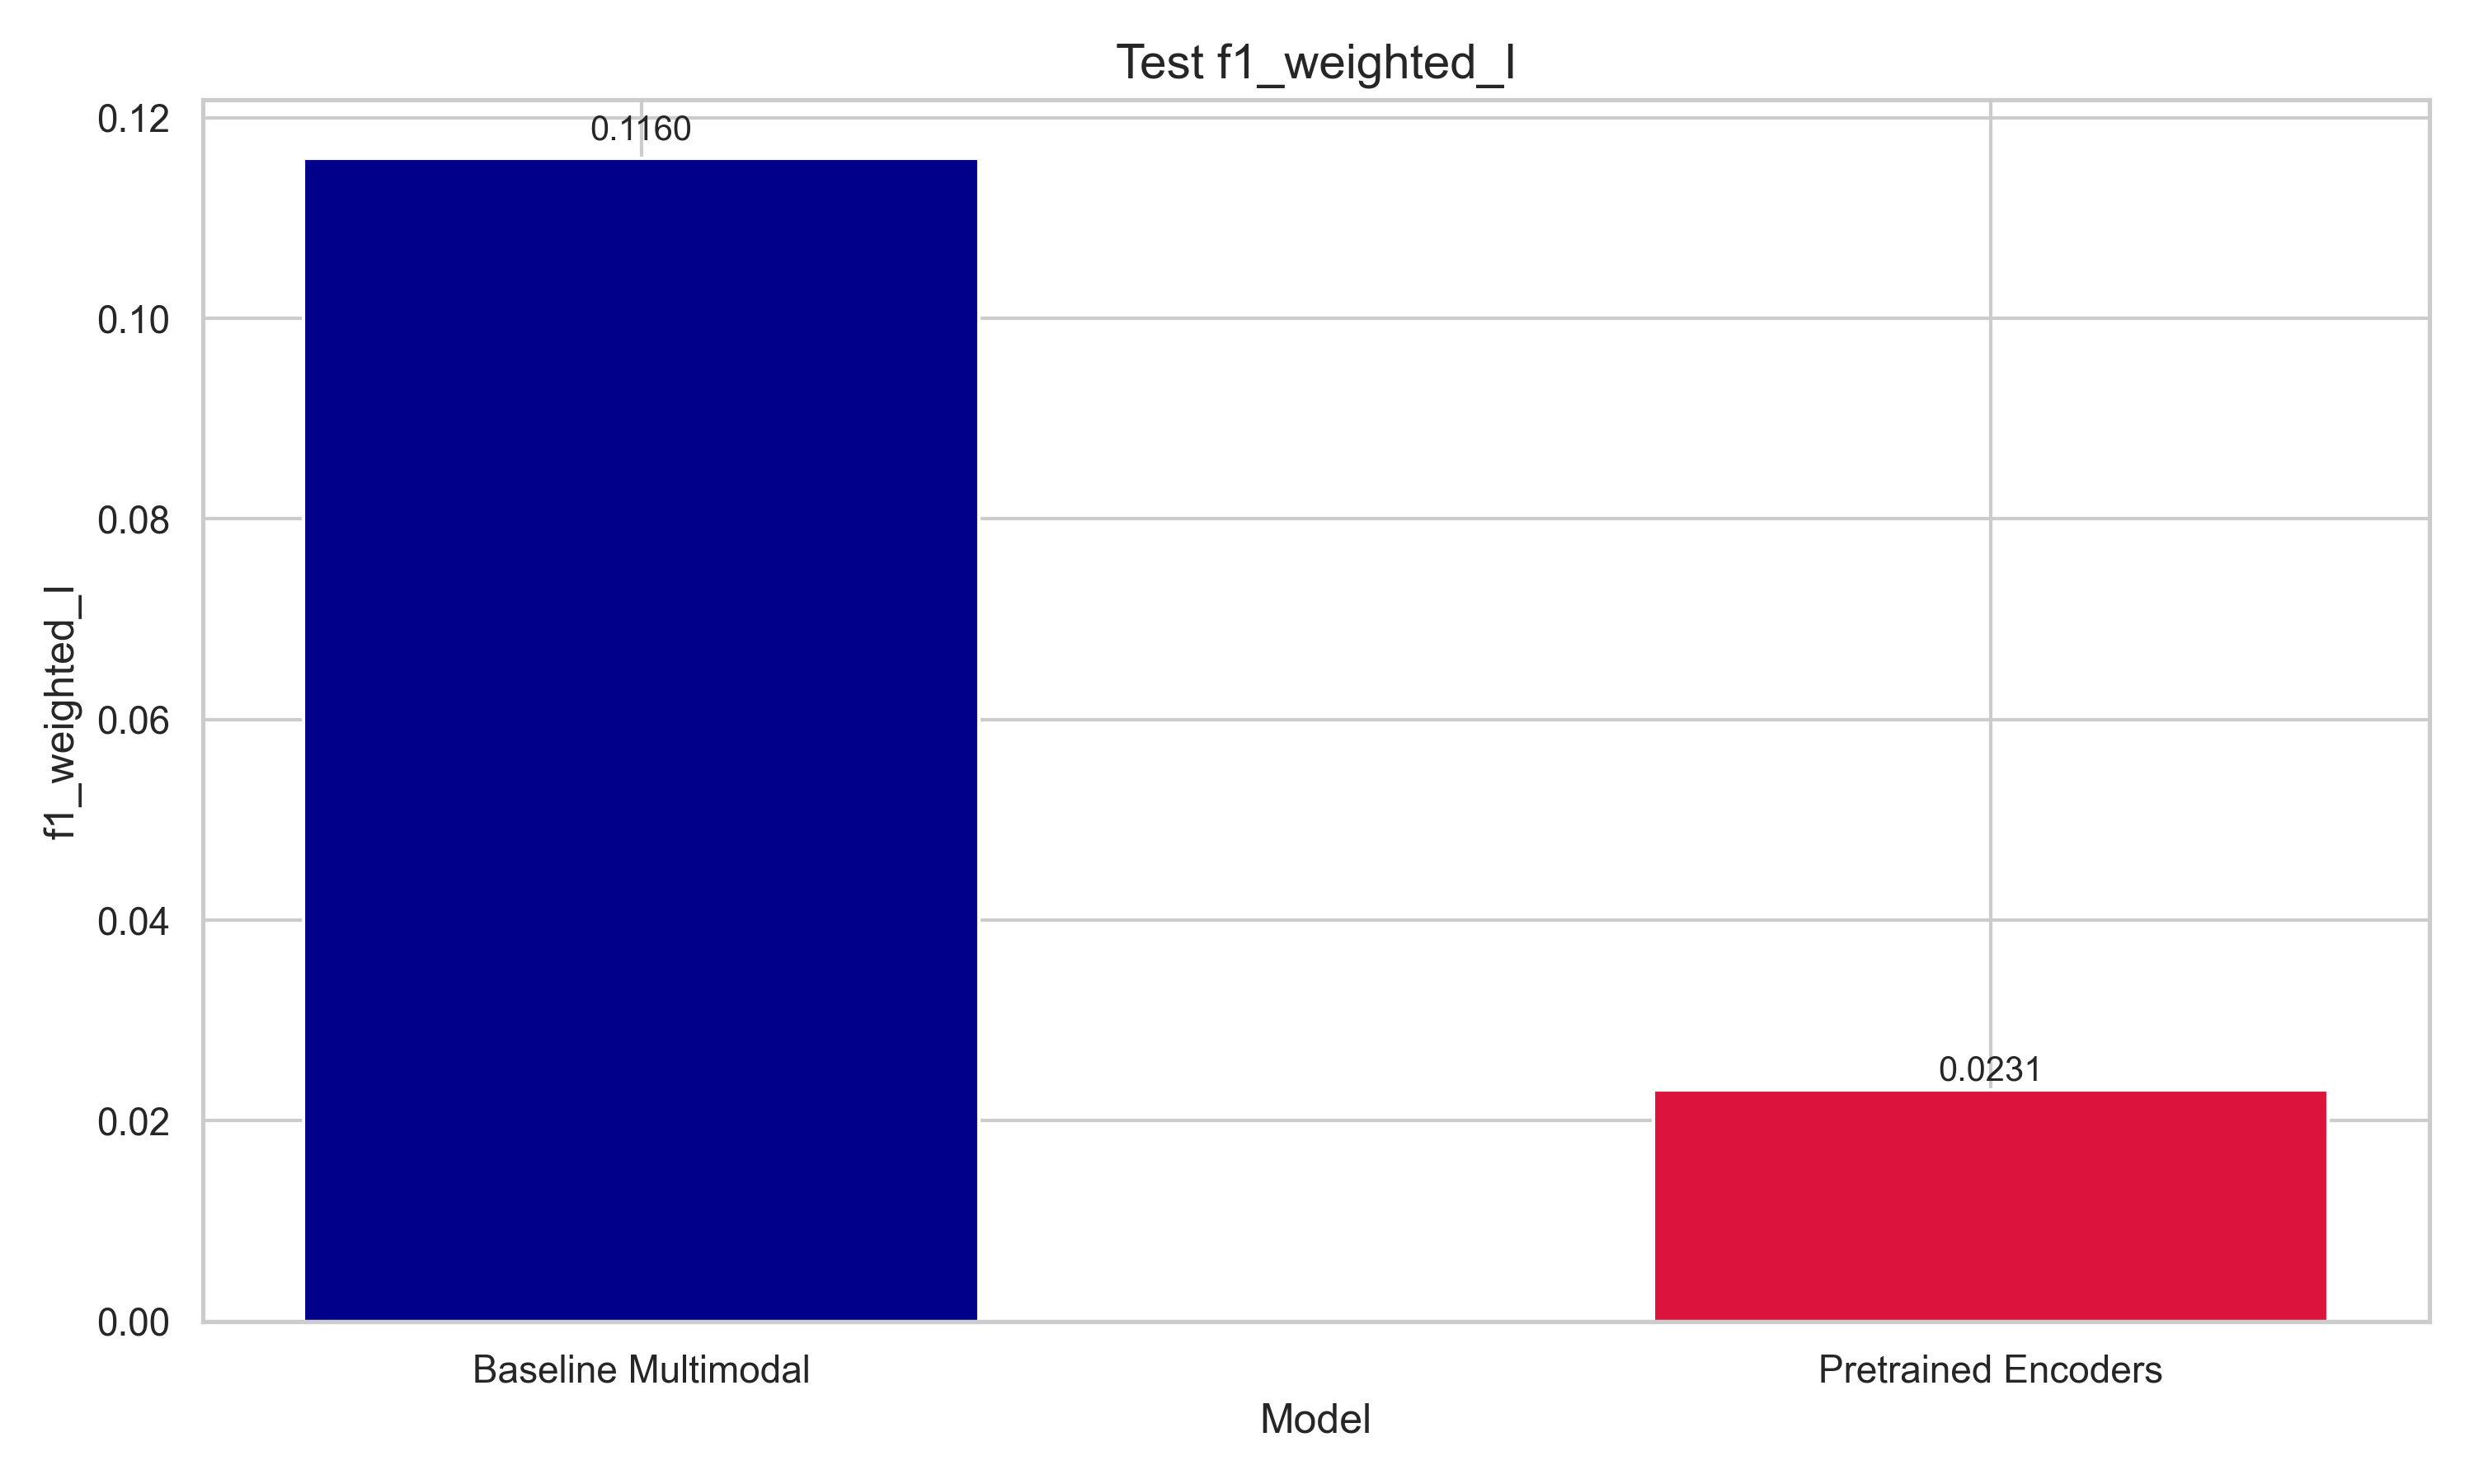 Test f1_weighted_I
0.12
0.1160
0.10
0.08
f1_weighted_I
0.06
0.04
0.0231
0.02
0.00
Baseline Multimodal
Pretrained Encoders
Model